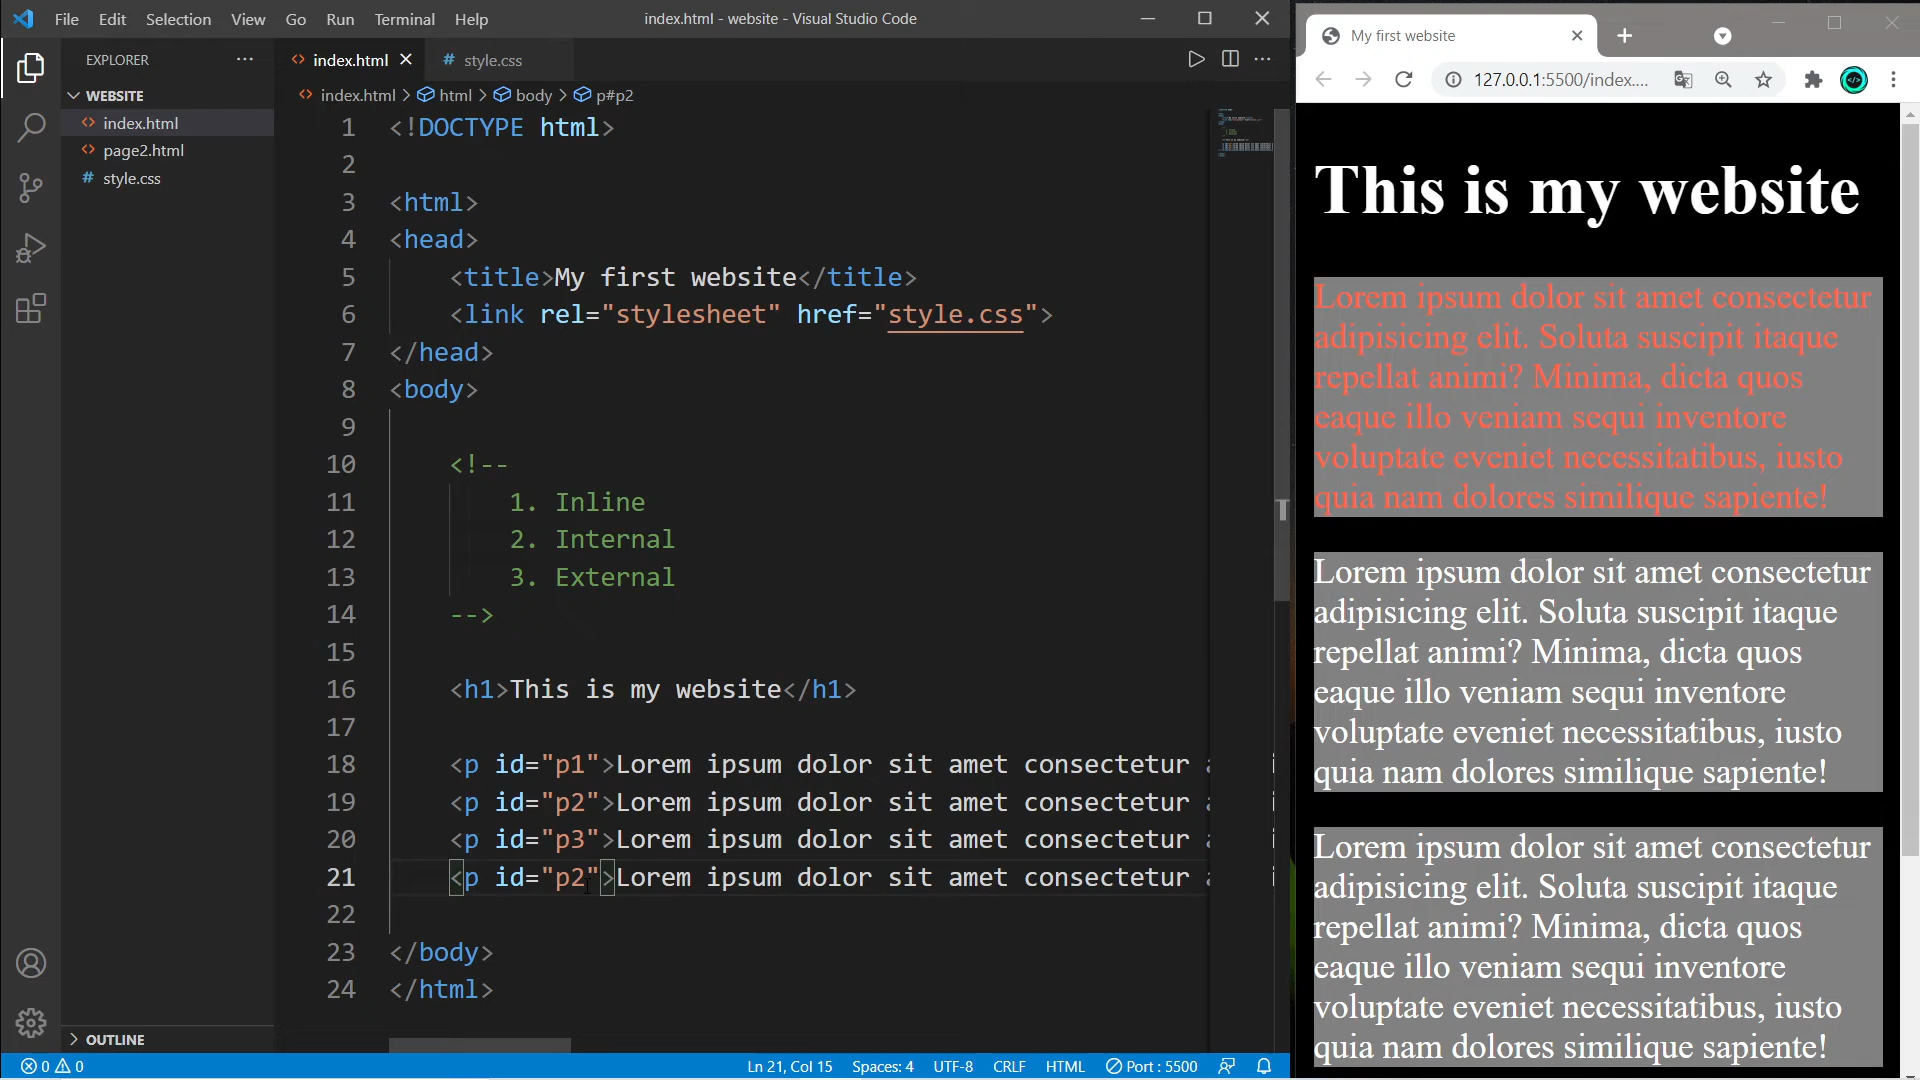 File Edit Selection View Go Run Terminal Help
index.html - website - Visual Studio Code
EXPLORER
WEBSITE
index.html
page2.html
# style.css
OUTLINE
index.html
# style.css
index.html > html > body > p#p2
1 <!DOCTYPE html>
2
3 <html>
4 <head>
5 <title>My first website</title>
6 <link rel="stylesheet" href="style.css">
7 </head>
8 <body>
9
10 <!--
11 1. Inline
12 2. Internal
13 3. External
14 -->
15
16 <h1>This is my website</h1>
17
18 <p id="p1">Lorem ipsum dolor sit amet consectetur
19 <p id="p2">Lorem ipsum dolor sit amet consectetur
20 <p id="p3">Lorem ipsum dolor sit amet consectetur
21 <p id="p2">Lorem ipsum dolor sit amet consectetur
22
23 </body>
24 </html>
0 0
Ln 21, Col 15 Spaces: 4 UTF-8 CRLF HTML Port : 5500
My first website
127.0.0.1:5500/index....
This is my website
Lorem ipsum dolor sit amet consectetur
adipisicing elit. Soluta suscipit itaque
repellat animi? Minima, dicta quos
eaque illo veniam sequi inventore
voluptate eveniet necessitatibus, iusto
quia nam dolores similique sapiente!
Lorem ipsum dolor sit amet consectetur
adipisicing elit. Soluta suscipit itaque
repellat animi? Minima, dicta quos
eaque illo veniam sequi inventore
voluptate eveniet necessitatibus, iusto
quia nam dolores similique sapiente!
Lorem ipsum dolor sit amet consectetur
adipisicing elit. Soluta suscipit itaque
repellat animi? Minima, dicta quos
eaque illo veniam sequi inventore
voluptate eveniet necessitatibus, iusto
quia nam dolores similique sapiente!